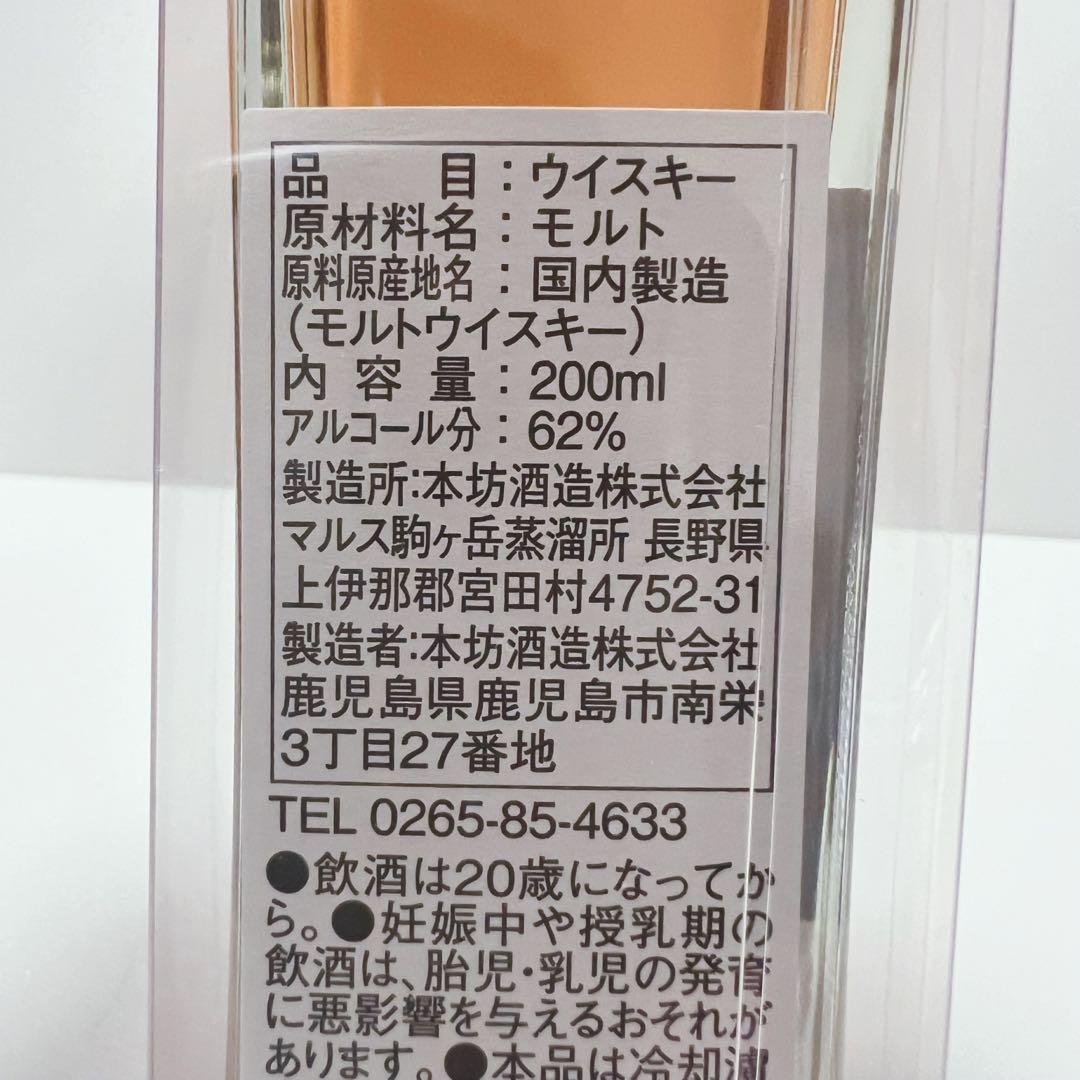 品目：ウイスキー
原材料名：モルト
原料原産地名：国内製造
(モルトウイスキー)
内容量：200ml
アルコール分：62%
製造所:本坊酒造株式会社
マルス駒ヶ岳蒸溜所 長野県
上伊那郡宮田村4752-31
製造者:本坊酒造株式会社
鹿児島県鹿児島市南栄
3丁目27番地
TEL 0265-85-4633
●飲酒は20歳になってか
ら。●妊娠中や授乳期の
飲酒は、胎児・乳児の発育
に悪影響を与えるおそれが
あります。●本品は冷却濾